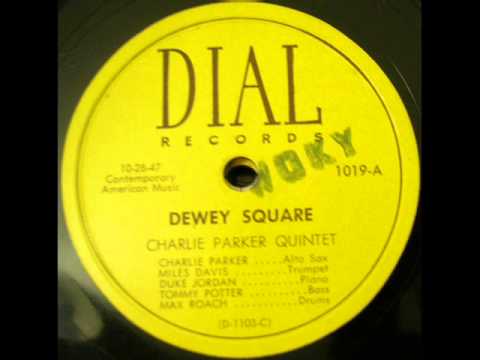 DIAL
RECORDS
WOKY
10-28-47
Contemporary
American Music
1019-A
DEWEY SQUARE
CHARLIE PARKER QUINTET
CHARLIE PARKER .....Alto Sax
MILES DAVIS ..........Trumpet
DUKE JORDAN ...........Piano
TOMMY POTTER ..........Bass
MAX ROACH ............Drums
(D-1103-C)